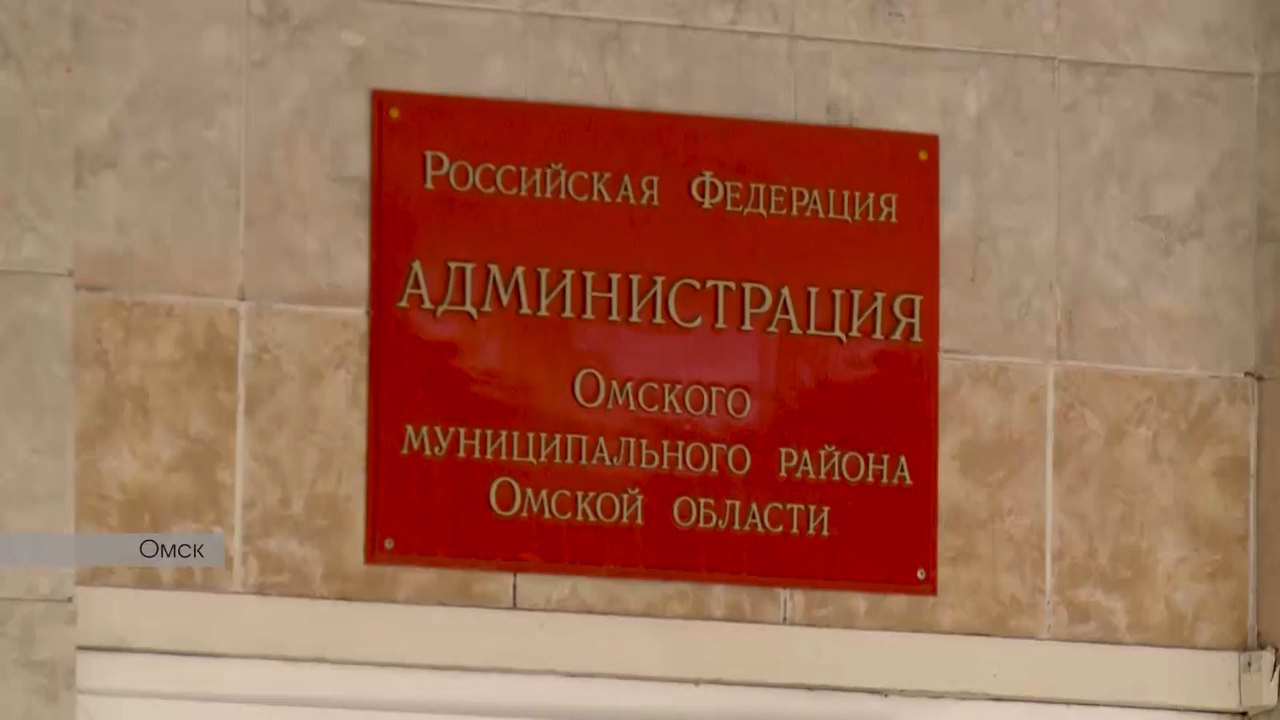 Российская Федерация
АДМИНИСТРАЦИЯ
Омского
муниципального района
Омской области
Омск